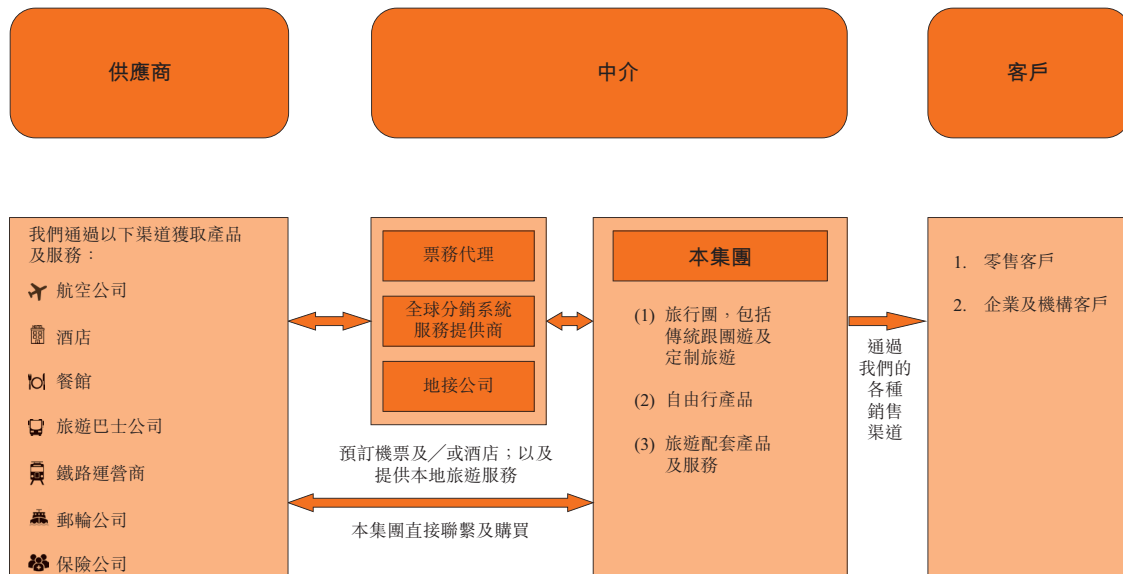 供應商
中介
客戶
我們通過以下渠道獲取產品
及服務：
航空公司
酒店
餐館
旅遊巴士公司
鐵路運營商
郵輪公司
保險公司
票務代理
全球分銷系統
服務提供商
地接公司
預訂機票及／或酒店；以及
提供本地旅遊服務
本集團直接聯繫及購買
本集團
(1) 旅行團，包括
傳統跟團遊及
定制旅遊
(2) 自由行產品
(3) 旅遊配套產品
及服務
通過
我們的
各種
銷售
渠道
1. 零售客戶
2. 企業及機構客戶